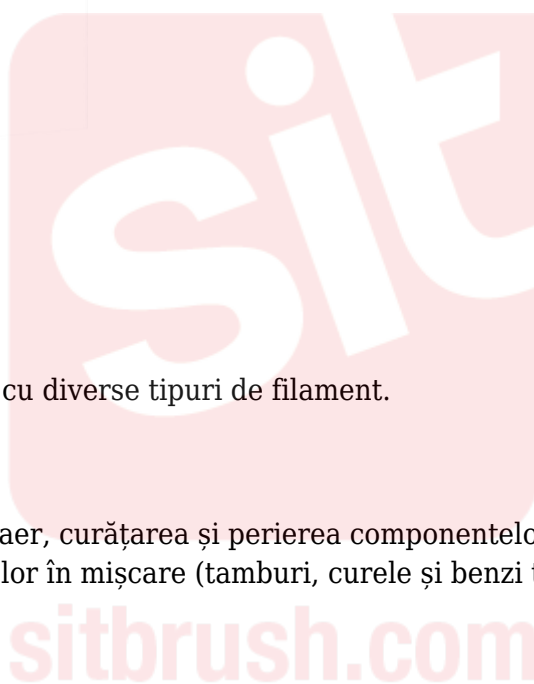 sit
cu diverse tipuri de filament.
aer, curățarea și perierea componentelo
lor în mișcare (tamburi, curele și benzi t
sitbrush.com